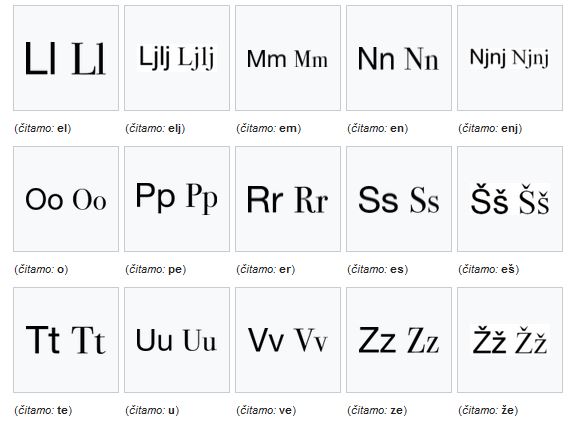 Ll Ll Ljlj Ljlj Mm Mm Nn Nn Njnj Njnj
(čitamo: el) (čitamo: elj) (čitamo: em) (čitamo: en) (čitamo: enj)
Oo Oo Pp Pp Rr Rr Ss Ss Šš Šš
(čitamo: o) (čitamo: pe) (čitamo: er) (čitamo: es) (čitamo: eš)
Tt Tt Uu Uu Vv Vv Zz Zz Žž Žž
(čitamo: te) (čitamo: u) (čitamo: ve) (čitamo: ze) (čitamo: že)